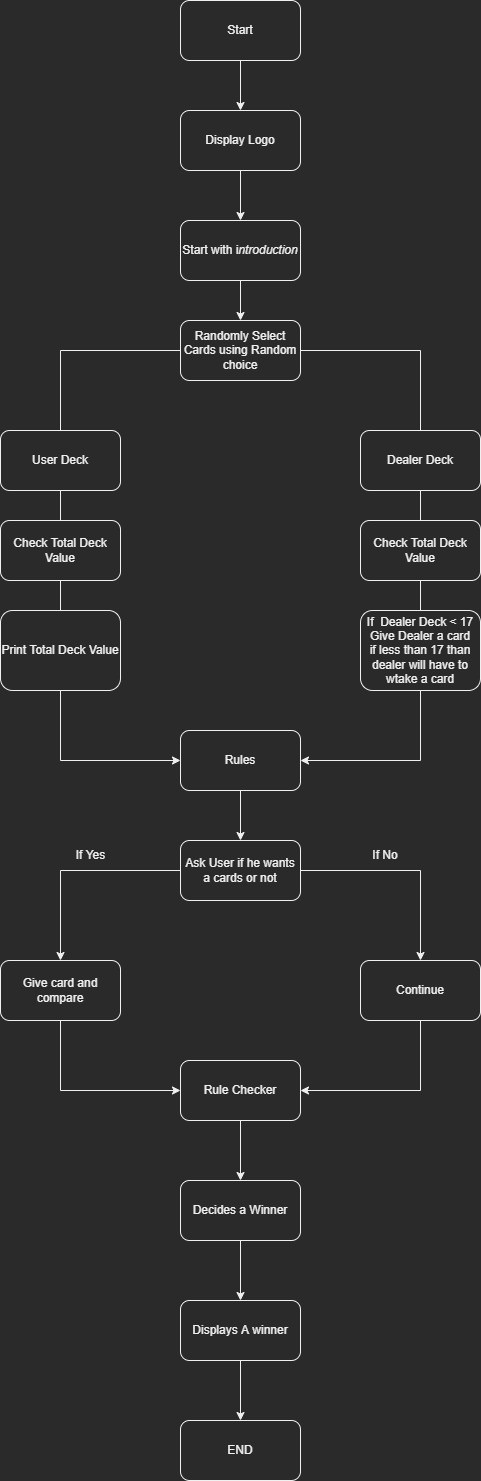 Start
Display Logo
Start with introduction
Randomly Select
Cards using Random
choice
User Deck
Dealer Deck
Check Total Deck
Value
Check Total Deck
Value
Print Total Deck Value
If Dealer Deck < 17
Give Dealer a card
if less than 17 than
dealer will have to
wtake a card
Rules
Ask User if he wants
a cards or not
If Yes
If No
Give card and
compare
Continue
Rule Checker
Decides a Winner
Displays A winner
END